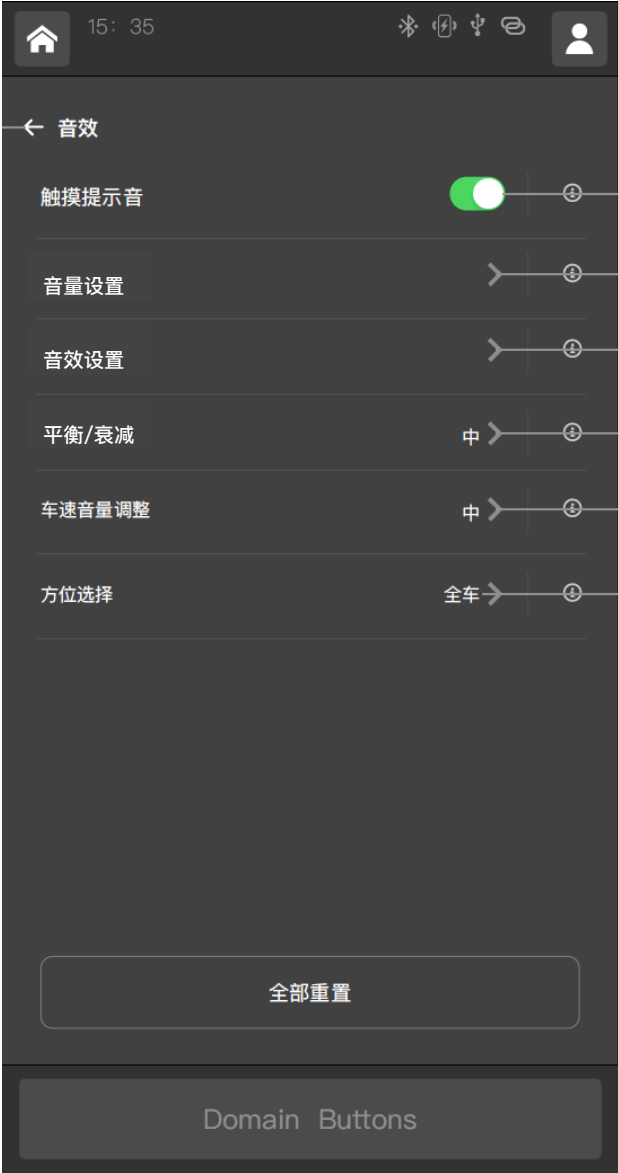 15: 35
音效
触摸提示音
音量设置
音效设置
平衡/衰减 中
车速音量调整 中
方位选择 全车
全部重置
Domain Buttons